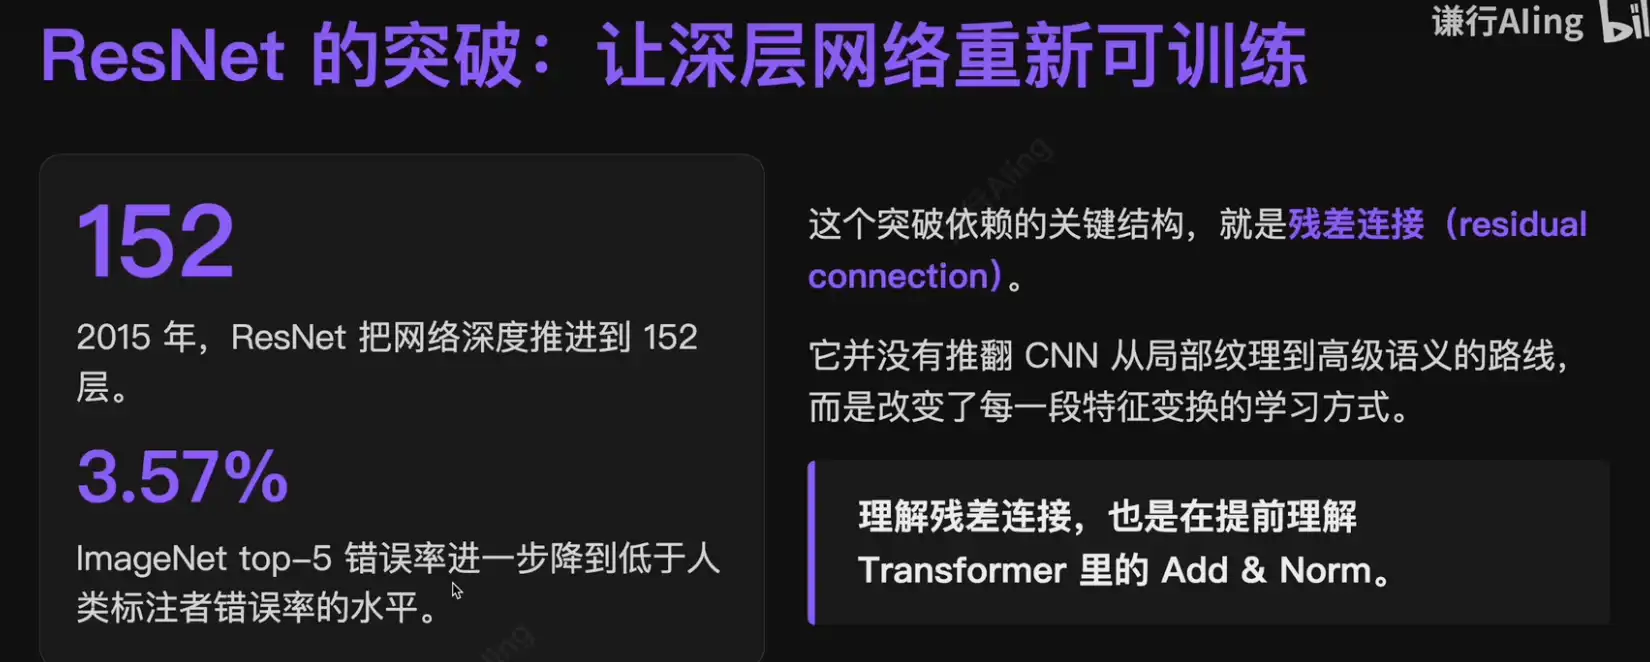 ResNet 的突破：让深层网络重新可训练
谦行AIing
152
2015 年，ResNet 把网络深度推进到 152
层。
3.57%
ImageNet top-5 错误率进一步降到低于人
类标注者错误率的水平。
这个突破依赖的关键结构，就是残差连接（residual
connection）。
它并没有推翻 CNN 从局部纹理到高级语义的路线，
而是改变了每一段特征变换的学习方式。
理解残差连接，也是在提前理解
Transformer 里的 Add & Norm。